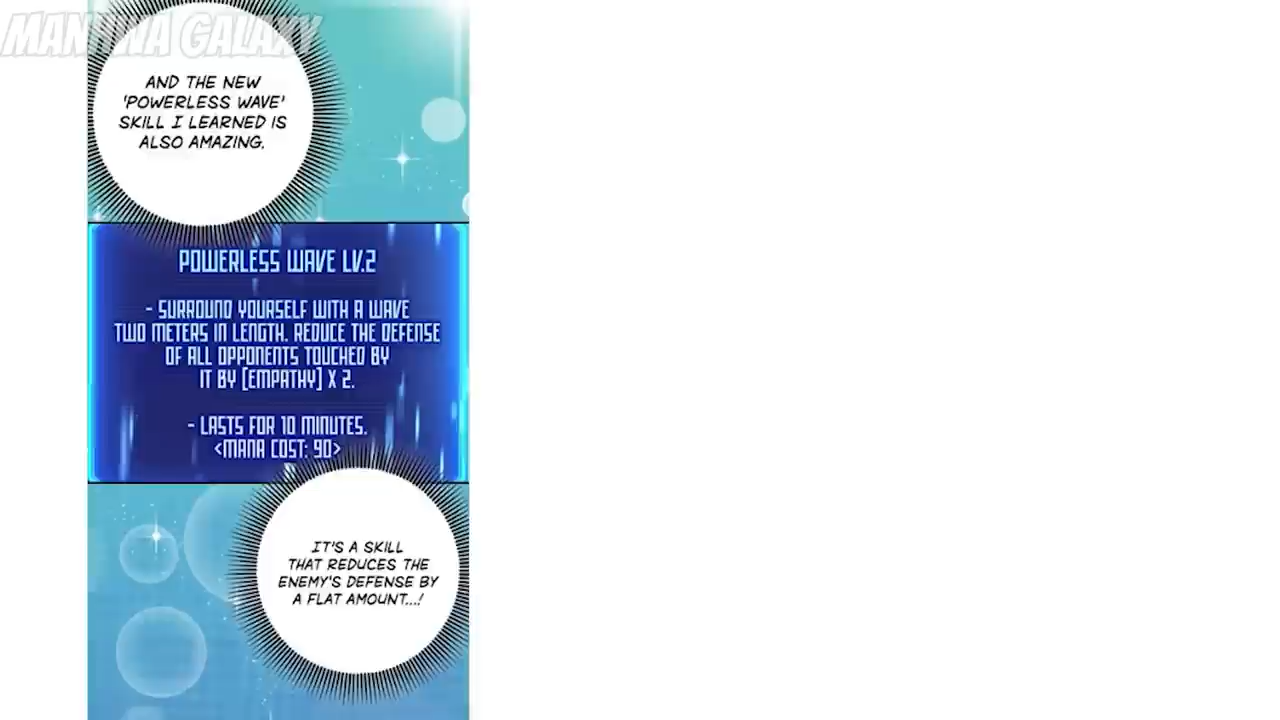 MANHWA GALAXY
AND THE NEW
'POWERLESS WAVE'
SKILL I LEARNED IS
ALSO AMAZING.
POWERLESS WAVE LV.2
- SURROUND YOURSELF WITH A WAVE
TWO METERS IN LENGTH. REDUCE THE DEFENSE
OF ALL OPPONENTS TOUCHED BY
IT BY [EMPATHY] X 2.
- LASTS FOR 10 MINUTES.
<MANA COST: 90>
IT'S A SKILL
THAT REDUCES THE
ENEMY'S DEFENSE BY
A FLAT AMOUNT...!